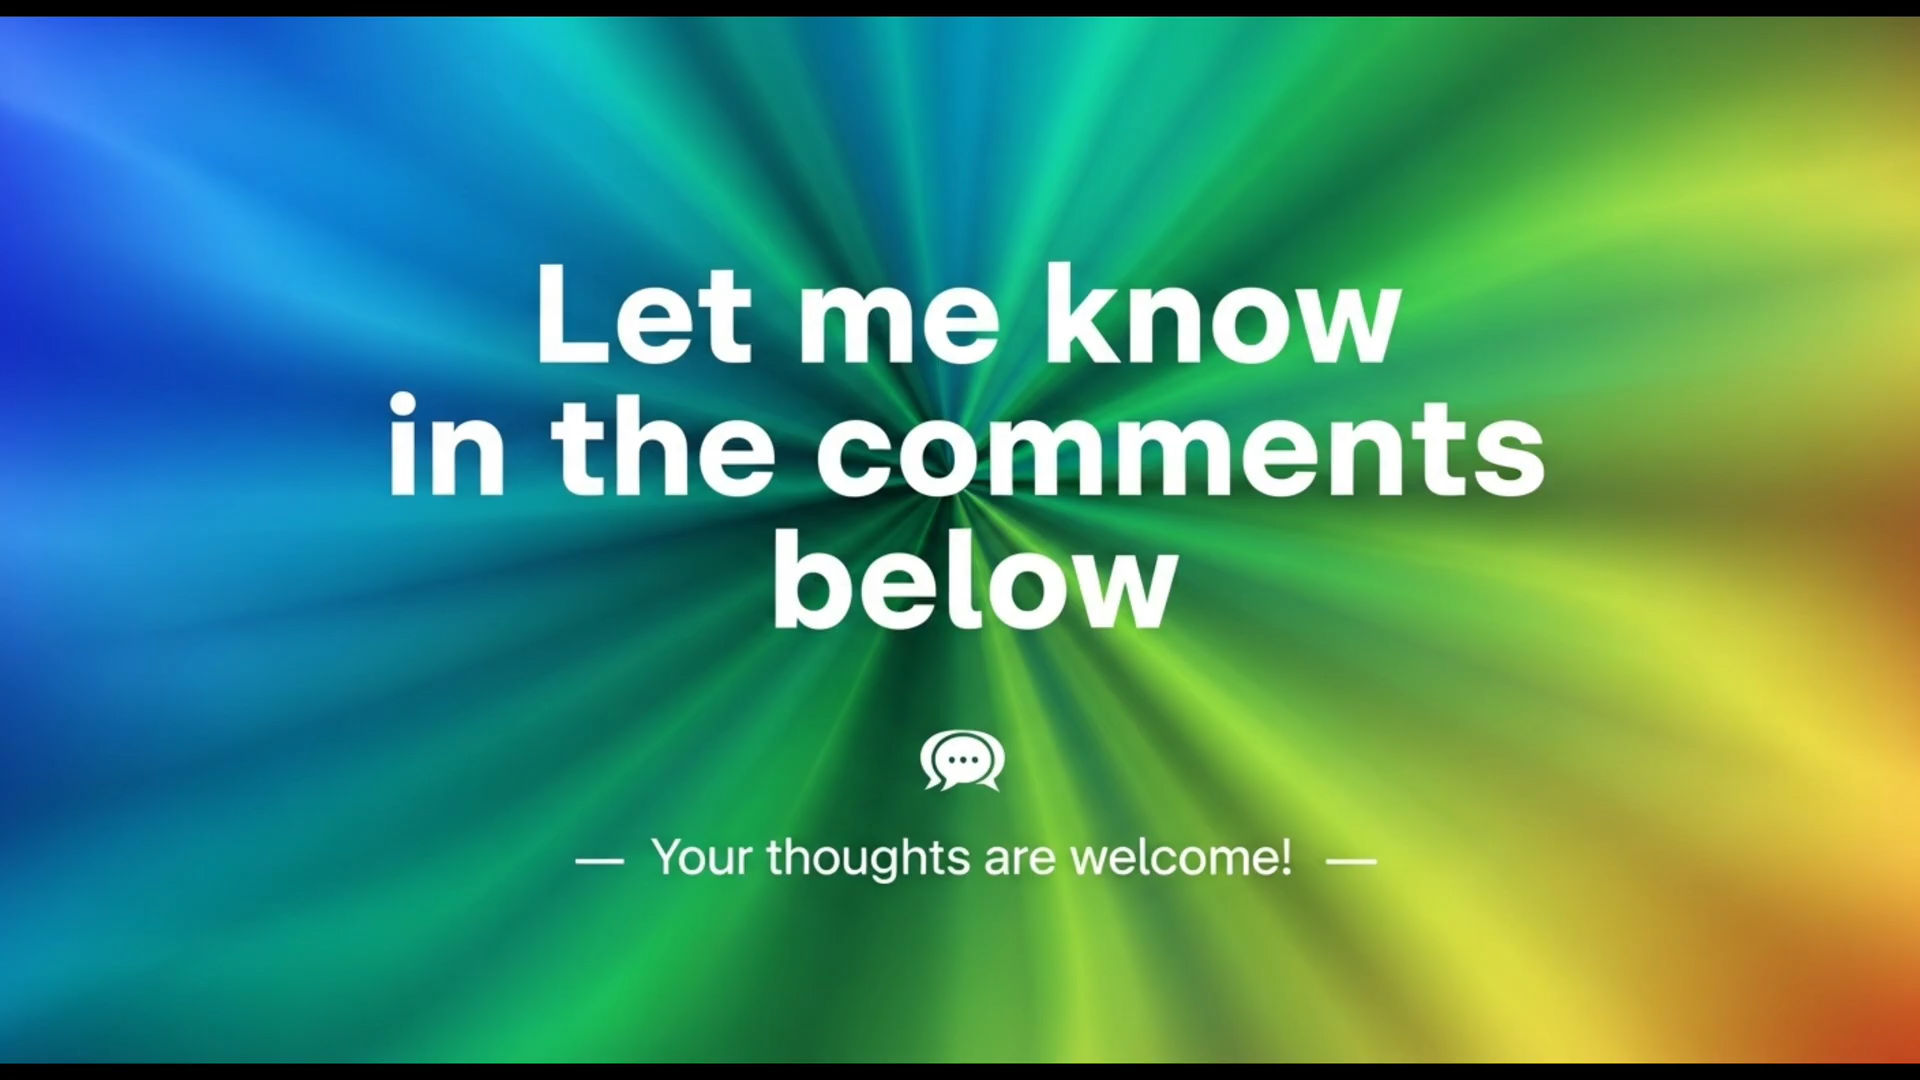 Let me know
in the comments
below
— Your thoughts are welcome! —